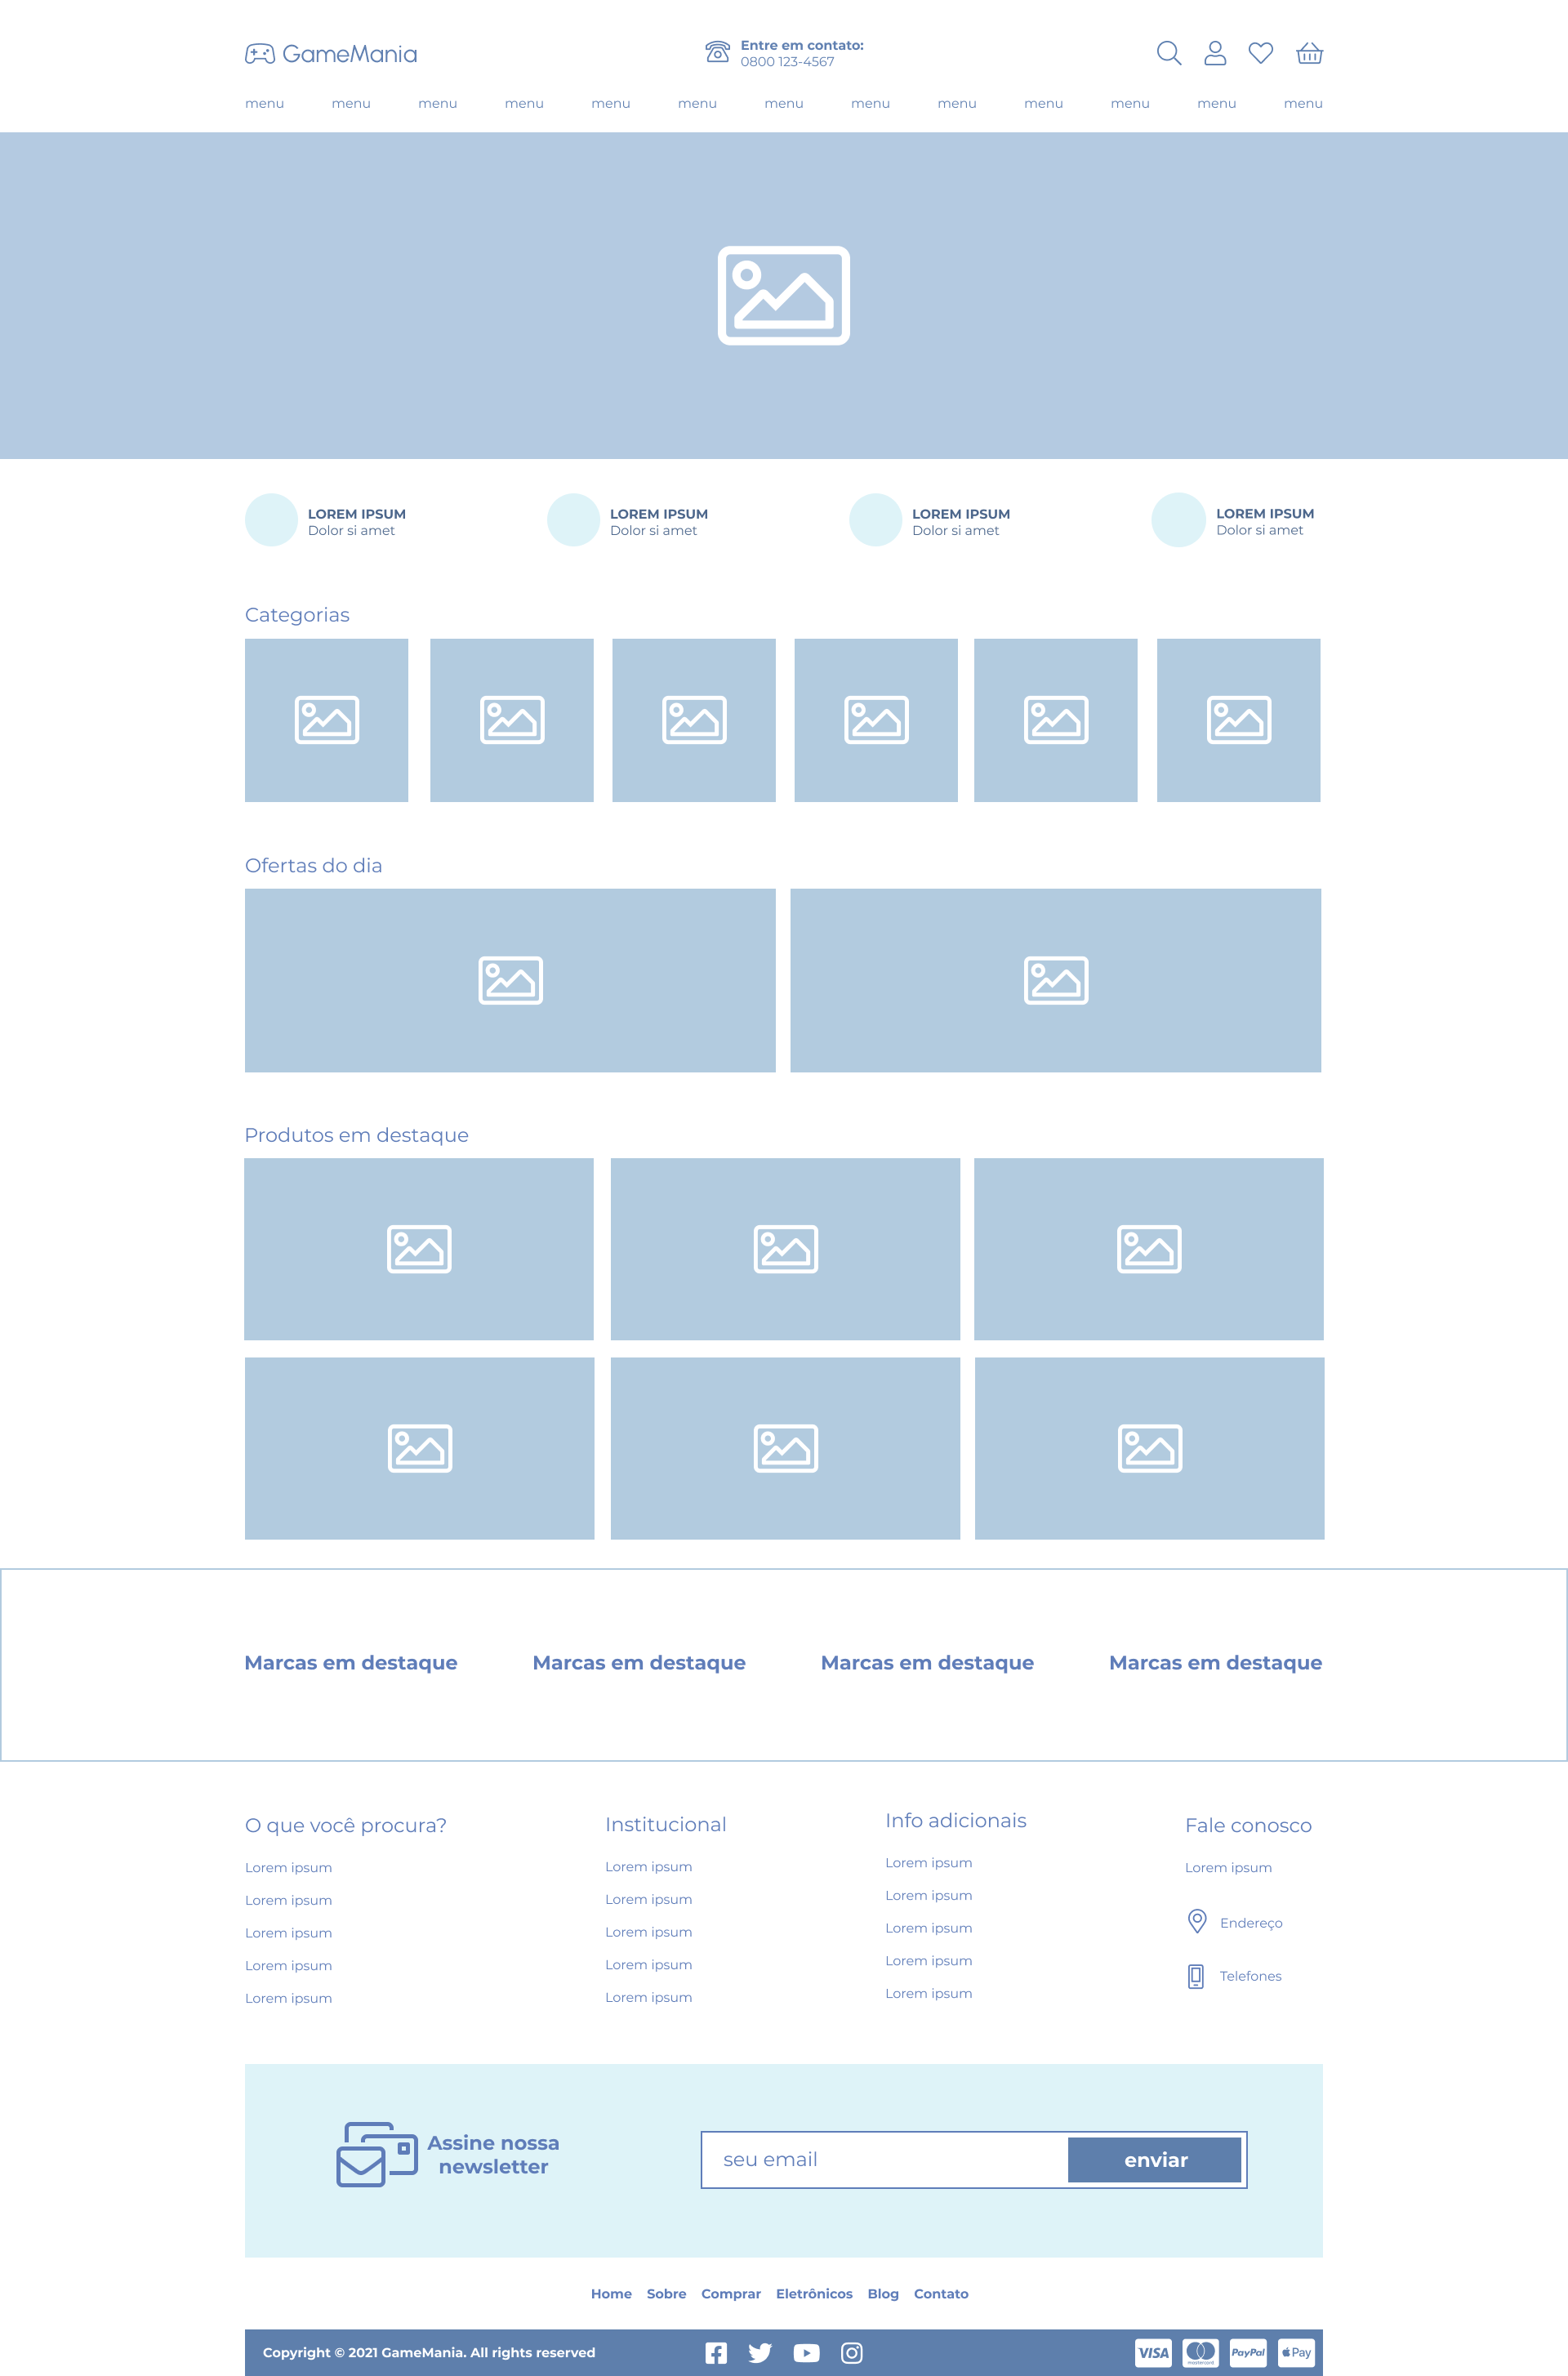 GameMania
Entre em contato:
0800 123-4567
menu menu menu menu menu menu menu menu menu menu menu menu menu
LOREM IPSUM
Dolor si amet
LOREM IPSUM
Dolor si amet
LOREM IPSUM
Dolor si amet
LOREM IPSUM
Dolor si amet
Categorias
Ofertas do dia
Produtos em destaque
Marcas em destaque Marcas em destaque Marcas em destaque Marcas em destaque
O que você procura?
Lorem ipsum
Lorem ipsum
Lorem ipsum
Lorem ipsum
Lorem ipsum
Institucional
Lorem ipsum
Lorem ipsum
Lorem ipsum
Lorem ipsum
Lorem ipsum
Info adicionais
Lorem ipsum
Lorem ipsum
Lorem ipsum
Lorem ipsum
Lorem ipsum
Fale conosco
Lorem ipsum
Endereço
Telefones
Assine nossa
newsletter
seu email
enviar
Home Sobre Comprar Eletrônicos Blog Contato
Copyright © 2021 GameMania. All rights reserved
VISA
mastercard
PayPal
Pay